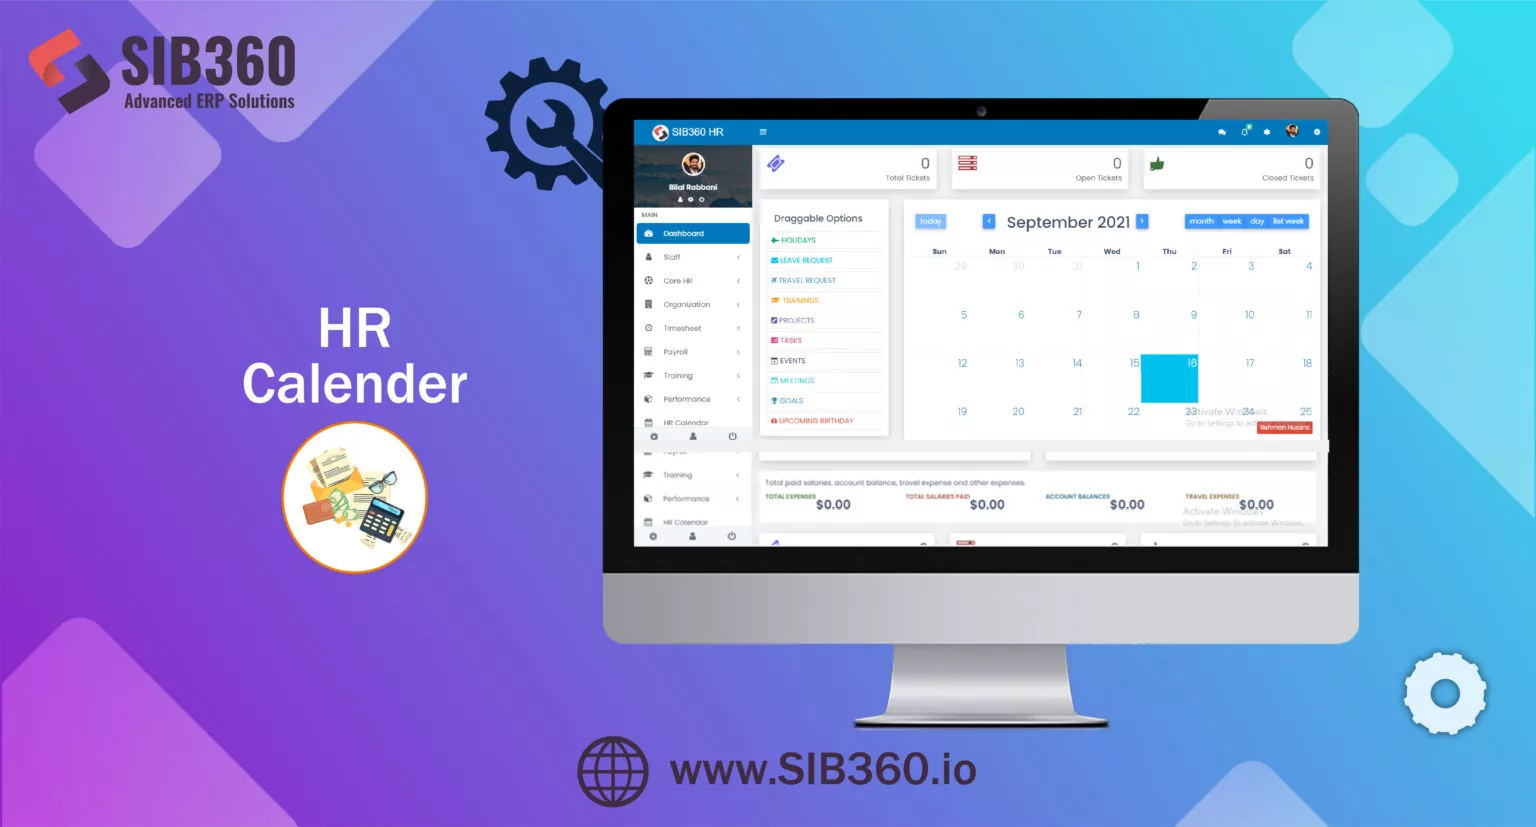 SIB360
Advanced ERP Solutions
HR
Calender
SIB360 HR
Bilal Rabbani
MAIN
Dashboard
Staff
Core HR
Organization
Timesheet
Payroll
Training
Performance
HR Calendar
Training
Performance
HR Calendar
0
Total Tickets
0
Open Tickets
0
Closed Tickets
Draggable Options
HOLIDAYS
LEAVE REQUEST
TRAVEL REQUEST
TRAININGS
PROJECTS
TASKS
EVENTS
MEETINGS
GOALS
UPCOMING BIRTHDAY
today
September 2021
month week day list week
Sun Mon Tue Wed Thu Fri Sat
29 30 31 1 2 3 4
5 6 7 8 9 10 11
12 13 14 15 16 17 18
19 20 21 22 23 24 25
Activate Windows
Go to Settings to
Rehman Hussna
Total paid salaries, account balance, travel expense and other expenses.
TOTAL EXPENSES TOTAL SALARIES PAID ACCOUNT BALANCES TRAVEL EXPENSES
$0.00 $0.00 $0.00 $0.00
Activate Windows
Go to Settings to activate Windows.
www.SIB360.io